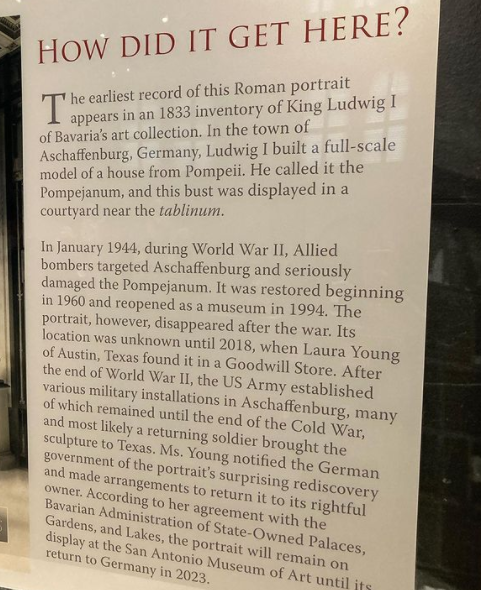 HOW DID IT GET HERE?
The earliest record of this Roman portrait
appears in an 1833 inventory of King Ludwig I
of Bavaria's art collection. In the town of
Aschaffenburg, Germany, Ludwig I built a full-scale
model of a house from Pompeii. He called it the
Pompejanum, and this bust was displayed in a
courtyard near the tablinum.
In January 1944, during World War II, Allied
bombers targeted Aschaffenburg and seriously
damaged the Pompejanum. It was restored beginning
in 1960 and reopened as a museum in 1994. The
portrait, however, disappeared after the war. Its
location was unknown until 2018, when Laura Young
of Austin, Texas found it in a Goodwill Store. After
the end of World War II, the US Army established
various military installations in Aschaffenburg, many
of which remained until the end of the Cold War,
and most likely a returning soldier brought the
sculpture to Texas. Ms. Young notified the German
government of the portrait's surprising rediscovery
and made arrangements to return it to its rightful
owner. According to her agreement with the
Bavarian Administration of State-Owned Palaces,
Gardens, and Lakes, the portrait will remain on
display at the San Antonio Museum of Art until its
return to Germany in 2023.